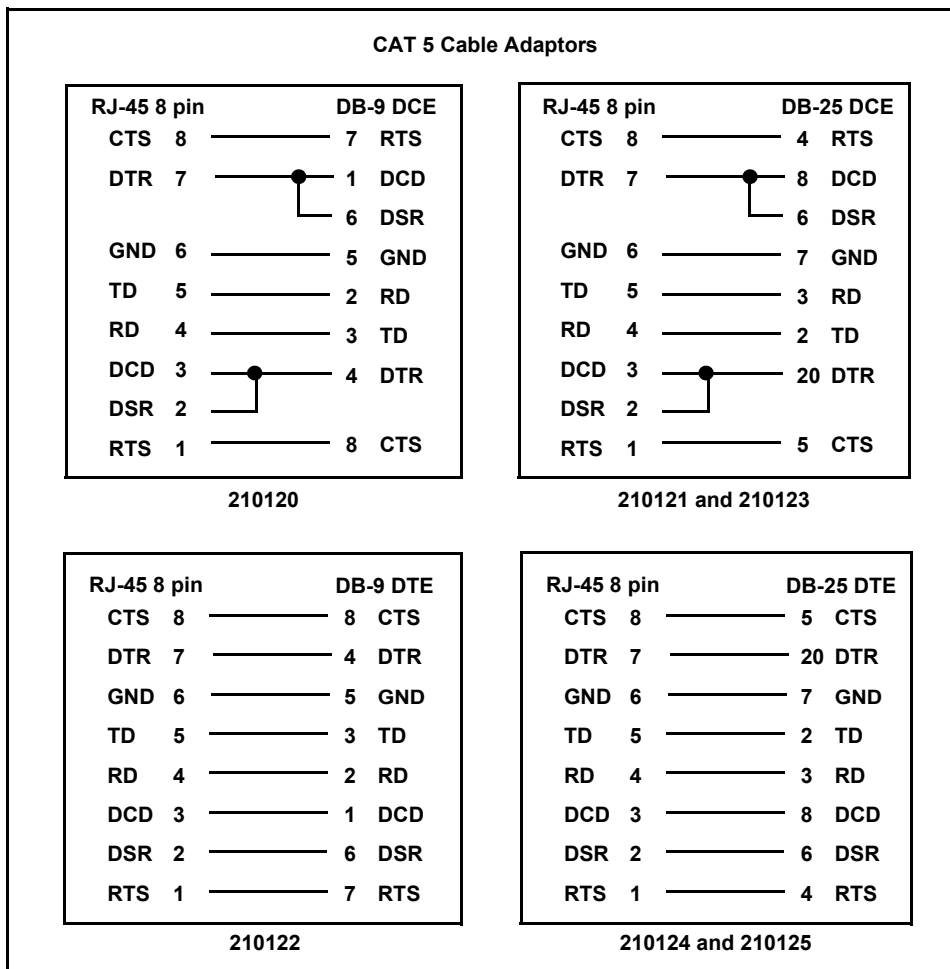 CAT 5 Cable Adaptors
RJ-45 8 pin DB-9 DCE
CTS 8 7 RTS
DTR 7 1 DCD
6 DSR
GND 6 5 GND
TD 5 2 RD
RD 4 3 TD
DCD 3 4 DTR
DSR 2
RTS 1 8 CTS
210120
RJ-45 8 pin DB-25 DCE
CTS 8 4 RTS
DTR 7 8 DCD
6 DSR
GND 6 7 GND
TD 5 3 RD
RD 4 2 TD
DCD 3 20 DTR
DSR 2
RTS 1 5 CTS
210121 and 210123
RJ-45 8 pin DB-9 DTE
CTS 8 8 CTS
DTR 7 4 DTR
GND 6 5 GND
TD 5 3 TD
RD 4 2 RD
DCD 3 1 DCD
DSR 2 6 DSR
RTS 1 7 RTS
210122
RJ-45 8 pin DB-25 DTE
CTS 8 5 CTS
DTR 7 20 DTR
GND 6 7 GND
TD 5 2 TD
RD 4 3 RD
DCD 3 8 DCD
DSR 2 6 DSR
RTS 1 4 RTS
210124 and 210125